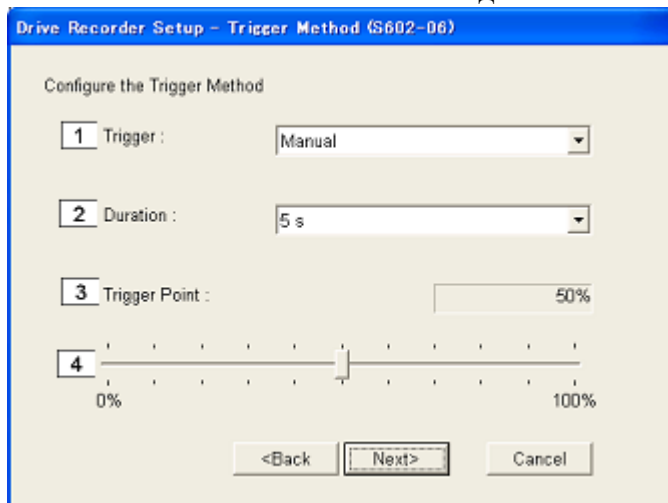 Drive Recorder Setup - Trigger Method (S602-06)
Configure the Trigger Method
1 Trigger : Manual
2 Duration : 5 s
3 Trigger Point : 50%
4
0% 100%
<Back Next> Cancel